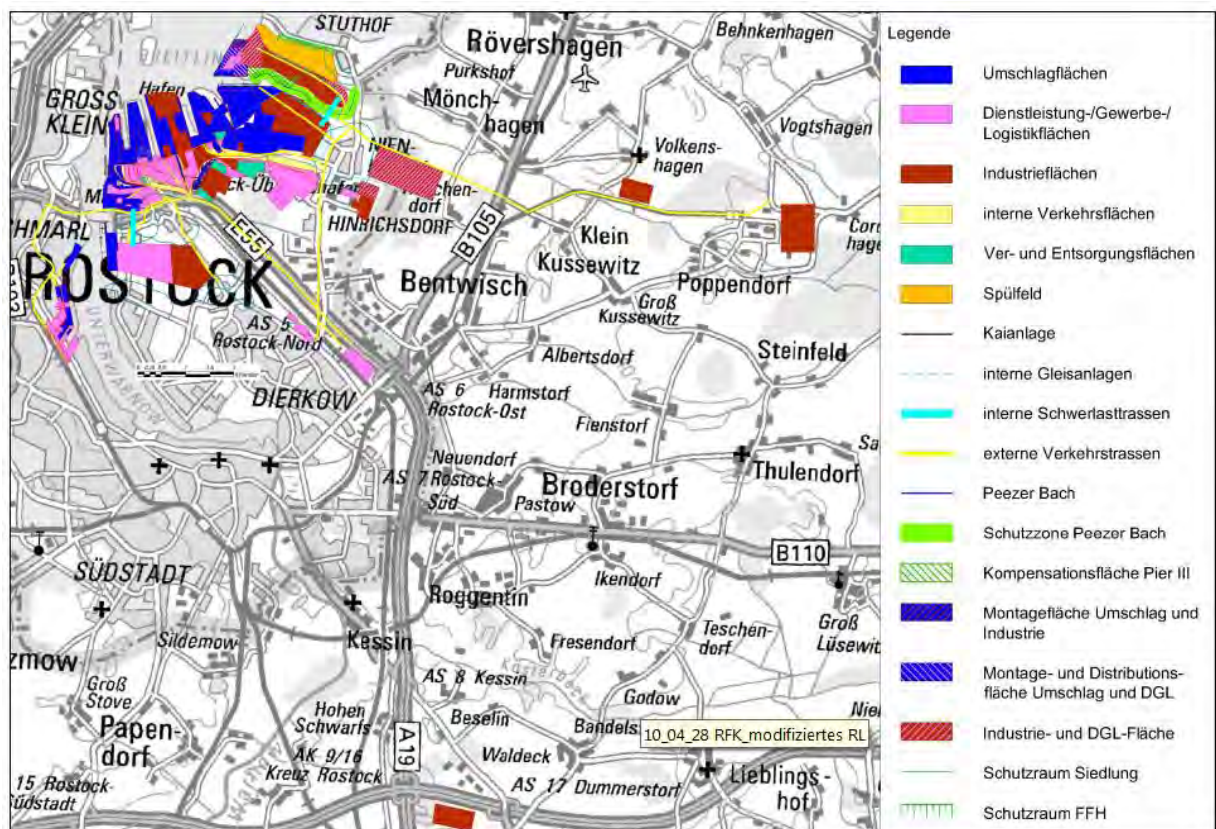 STUTHOF
BREITLING
Rövershagen
Behnkenhagen
Purkshof
GROSS
KLEIN
Hafen
Mönch-
hagen
Vogtshagen
Volkens-
hagen
NIEN-
HINRICHSDORF
B105
E55
Klein
Kussewitz
Poppendorf
ROSTOCK
Bentwisch
Groß
Kussewitz
UNTERWARNOW
AS 5
Rostock-Nord
Steinfeld
Albertsdorf
DIERKOW
AS 6
Rostock-Ost
Harmstorf
Fienstorf
Neuendorf
AS 7 Rostock-
Süd
Pastow
Broderstorf
Thulendorf
B110
SÜDSTADT
Ikendorf
Roggentin
Groß
Lüsewitz
Sildemow
Kessin
Fresendorf
Teschen-
dorf
zmow
Groß
Stove
AS 8 Kessin
Kösterbeck
Godow
Papen-
dorf
Hohen
Schwarfs
Beselin
Bandels
10_04_28 RFK_modifiziertes RL
A19
AK 9/16
Kreuz Rostock
Waldeck
Lieblings-
hof
15 Rostock-
Südstadt
AS 17 Dummerstorf
Legende
Umschlagflächen
Dienstleistung-/Gewerbe-/
Logistikflächen
Industrieflächen
interne Verkehrsflächen
Ver- und Entsorgungsflächen
Spülfeld
Kaianlage
interne Gleisanlagen
interne Schwerlasttrassen
externe Verkehrstrassen
Peezer Bach
Schutzzone Peezer Bach
Kompensationsfläche Pier III
Montagefläche Umschlag und
Industrie
Montage- und Distributions-
fläche Umschlag und DGL
Industrie- und DGL-Fläche
Schutzraum Siedlung
Schutzraum FFH